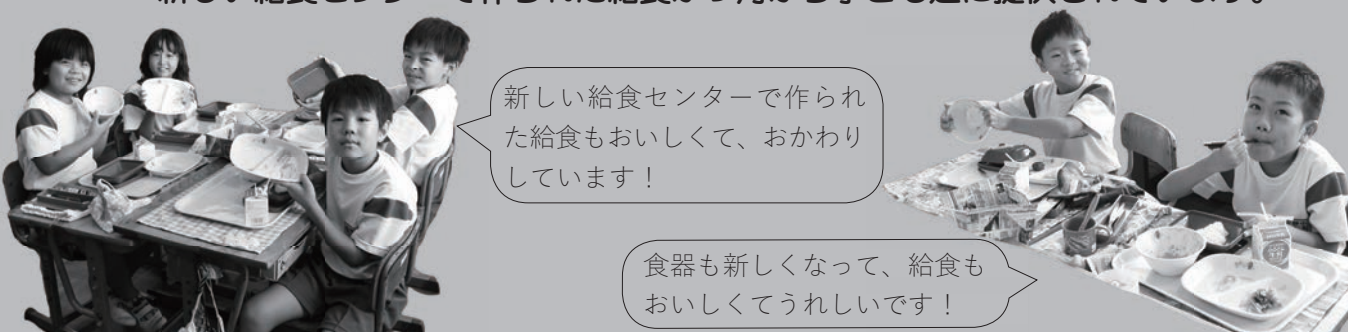 新しい給食センターで作られ
た給食もおいしくて、おかわり
しています！
食器も新しくなって、給食も
おいしくてうれしいです！